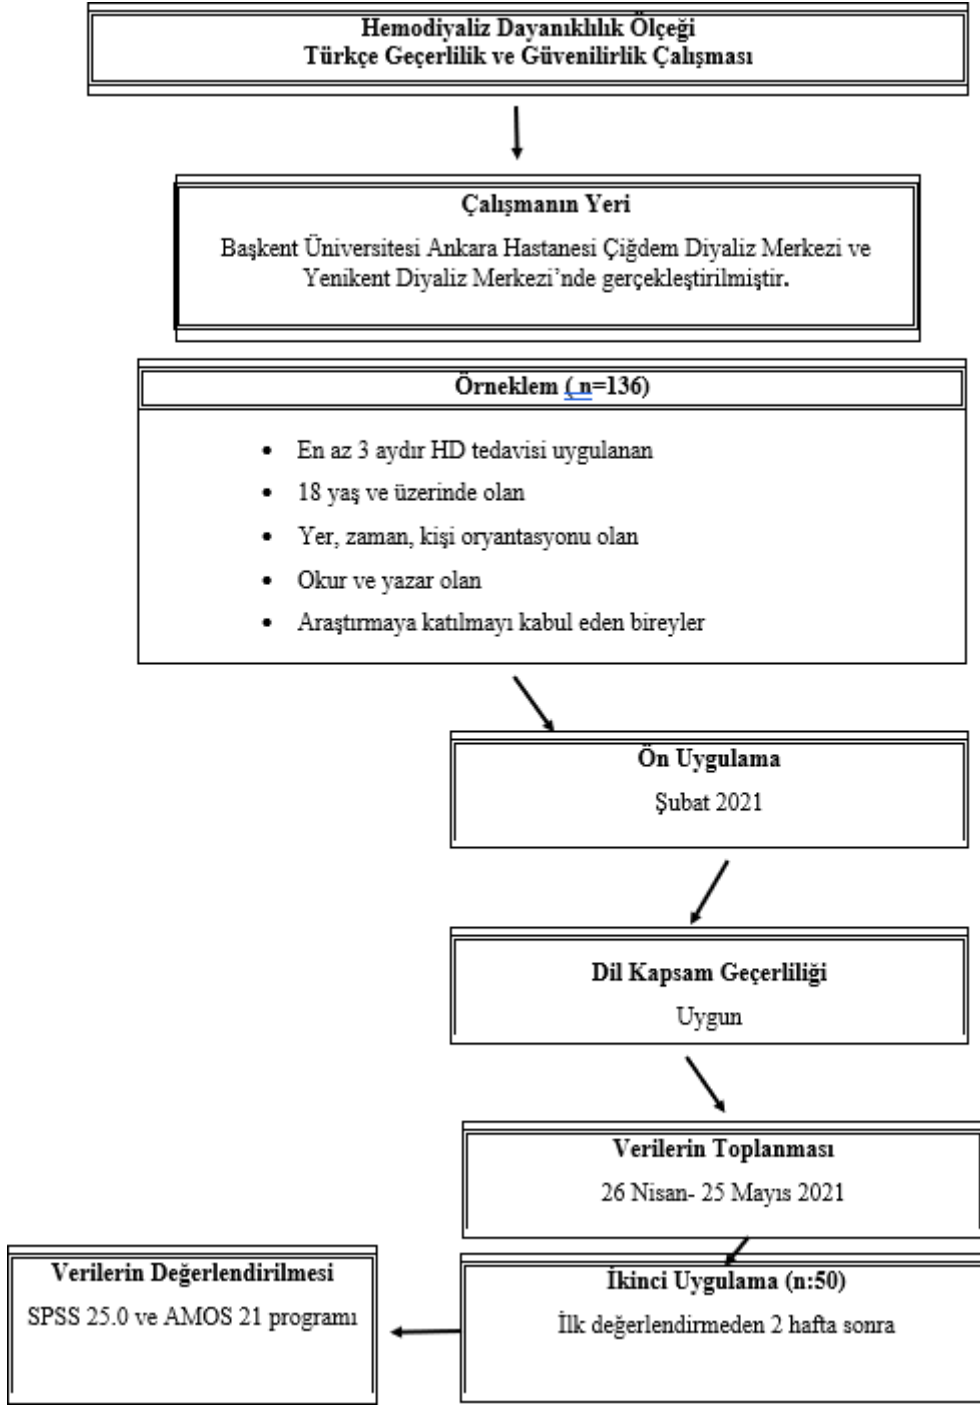 Hemodiyaliz Dayanıklılık Ölçeği
Türkçe Geçerlilik ve Güvenilirlik Çalışması
Çalışmanın Yeri
Başkent Üniversitesi Ankara Hastanesi Çiğdem Diyaliz Merkezi ve
Yenikent Diyaliz Merkezi’nde gerçekleştirilmiştir.
Örneklem ( n=136)
• En az 3 aydır HD tedavisi uygulanan
• 18 yaş ve üzerinde olan
• Yer, zaman, kişi oryantasyonu olan
• Okur ve yazar olan
• Araştırmaya katılmayı kabul eden bireyler
Ön Uygulama
Şubat 2021
Dil Kapsam Geçerliliği
Uygun
Verilerin Toplanması
26 Nisan- 25 Mayıs 2021
İkinci Uygulama (n:50)
İlk değerlendirmeden 2 hafta sonra
Verilerin Değerlendirilmesi
SPSS 25.0 ve AMOS 21 programı